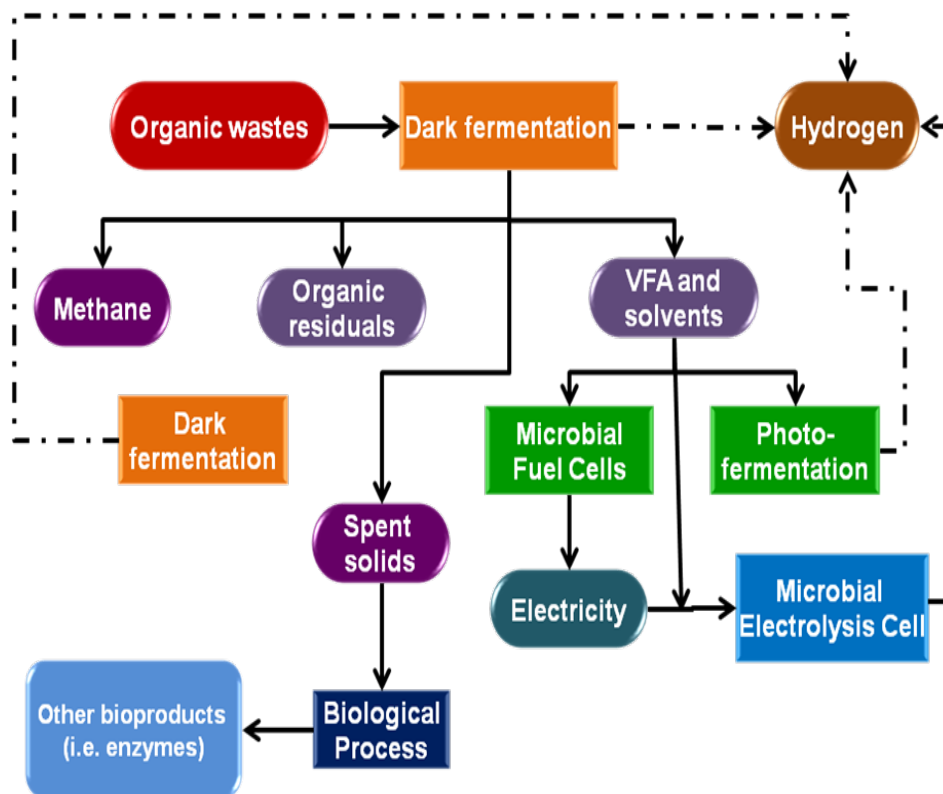 Organic wastes
Dark fermentation
Hydrogen
Methane
Organic
residuals
VFA and
solvents
Dark
fermentation
Microbial
Fuel Cells
Photo-
fermentation
Spent
solids
Electricity
Microbial
Electrolysis Cell
Other bioproducts
(i.e. enzymes)
Biological
Process